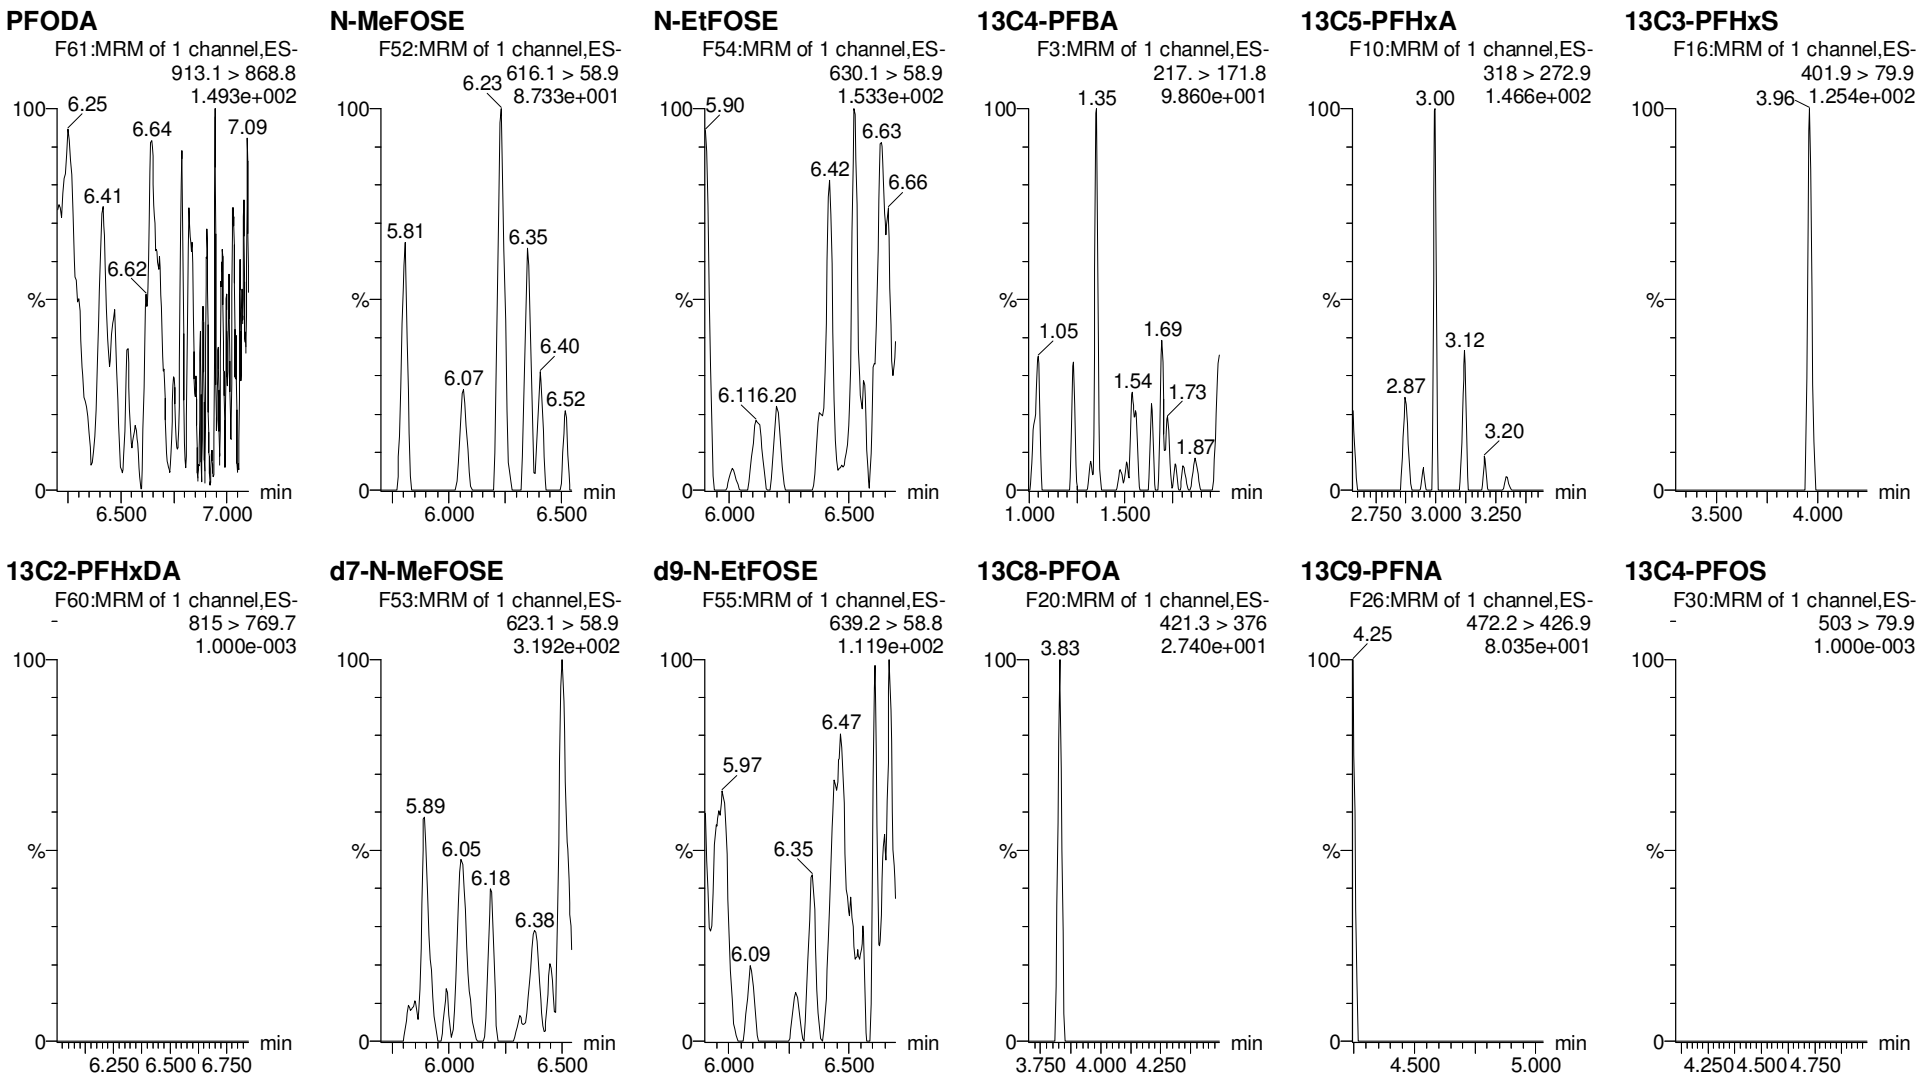 PFODA
F61:MRM of 1 channel,ES-
913.1 > 868.8
1.493e+002
100
6.25
6.41
6.62
6.64
7.09
%
0
6.500
7.000
min
N-MeFOSE
F52:MRM of 1 channel,ES-
616.1 > 58.9
8.733e+001
100
5.81
6.07
6.23
6.35
6.40
6.52
%
0
6.000
6.500
min
N-EtFOSE
F54:MRM of 1 channel,ES-
630.1 > 58.9
1.533e+002
100
5.90
6.11
6.20
6.42
6.63
6.66
%
0
6.000
6.500
min
13C4-PFBA
F3:MRM of 1 channel,ES-
217. > 171.8
9.860e+001
100
1.05
1.35
1.54
1.69
1.73
1.87
%
0
1.000
1.500
min
13C5-PFHxA
F10:MRM of 1 channel,ES-
318 > 272.9
1.466e+002
100
2.87
3.00
3.12
3.20
%
0
2.750
3.000
3.250
min
13C3-PFHxS
F16:MRM of 1 channel,ES-
401.9 > 79.9
1.254e+002
100
3.96
%
0
3.500
4.000
min
13C2-PFHxDA
F60:MRM of 1 channel,ES-
-
815 > 769.7
1.000e-003
100
%
0
6.250
6.500
6.750
min
d7-N-MeFOSE
F53:MRM of 1 channel,ES-
623.1 > 58.9
3.192e+002
100
5.89
6.05
6.18
6.38
%
0
6.000
6.500
min
d9-N-EtFOSE
F55:MRM of 1 channel,ES-
639.2 > 58.8
1.119e+002
100
5.97
6.09
6.35
6.47
%
0
6.000
6.500
min
13C8-PFOA
F20:MRM of 1 channel,ES-
421.3 > 376
2.740e+001
100
3.83
%
0
3.750
4.000
4.250
min
13C9-PFNA
F26:MRM of 1 channel,ES-
472.2 > 426.9
8.035e+001
100
4.25
%
0
4.500
5.000
min
13C4-PFOS
F30:MRM of 1 channel,ES-
-
503 > 79.9
1.000e-003
100
%
0
4.250
4.500
4.750
min